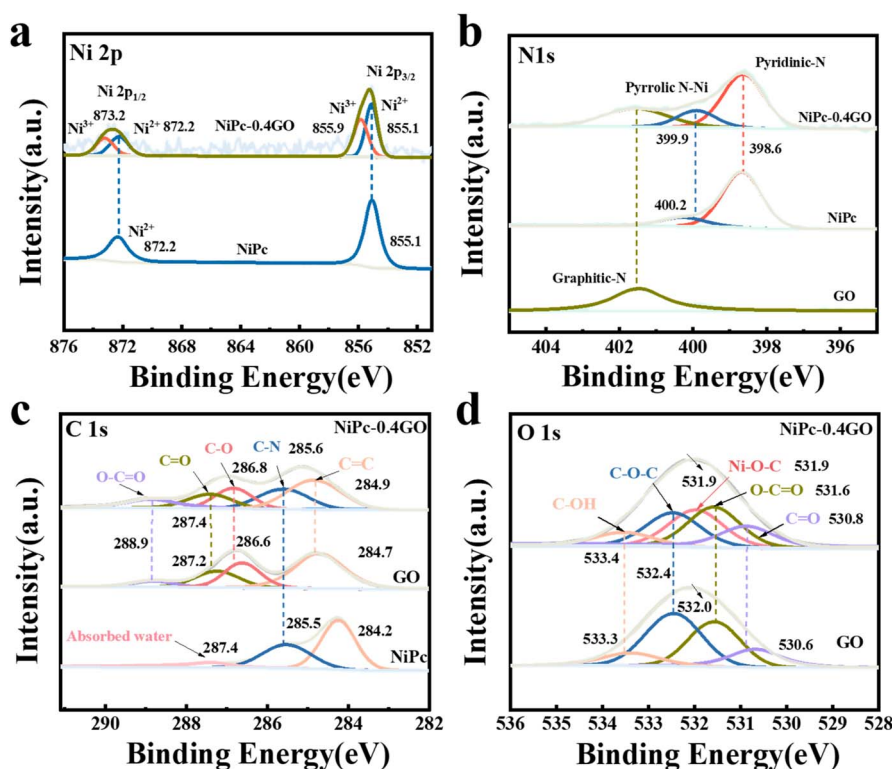 a
Ni 2p
Ni 2p3/2
Ni 2p1/2
Ni3+
873.2
Ni2+ 872.2
NiPc-0.4GO
Ni3+
Ni2+
855.9
855.1
Ni2+
872.2
NiPc
855.1
Intensity(a.u.)
876 872 868 864 860 856 852
Binding Energy(eV)
b
N1s
Pyridinic-N
Pyrrolic N-Ni
NiPc-0.4GO
399.9
398.6
400.2
NiPc
Graphitic-N
GO
Intensity(a.u.)
404 402 400 398 396
Binding Energy(eV)
c
C 1s
NiPc-0.4GO
C-O
C-N
285.6
C=O
286.8
C=C
O-C=O
284.9
287.4
288.9
286.6
287.2
284.7
GO
285.5
Absorbed water
287.4
284.2
NiPc
Intensity(a.u.)
290 288 286 284 282
Binding Energy(eV)
d
O 1s
NiPc-0.4GO
C-O-C
Ni-O-C 531.9
531.9
O-C=O
531.6
C-OH
C=O 530.8
533.4
532.4
532.0
533.3
530.6
GO
Intensity(a.u.)
536 535 534 533 532 531 530 529 528
Binding Energy(eV)